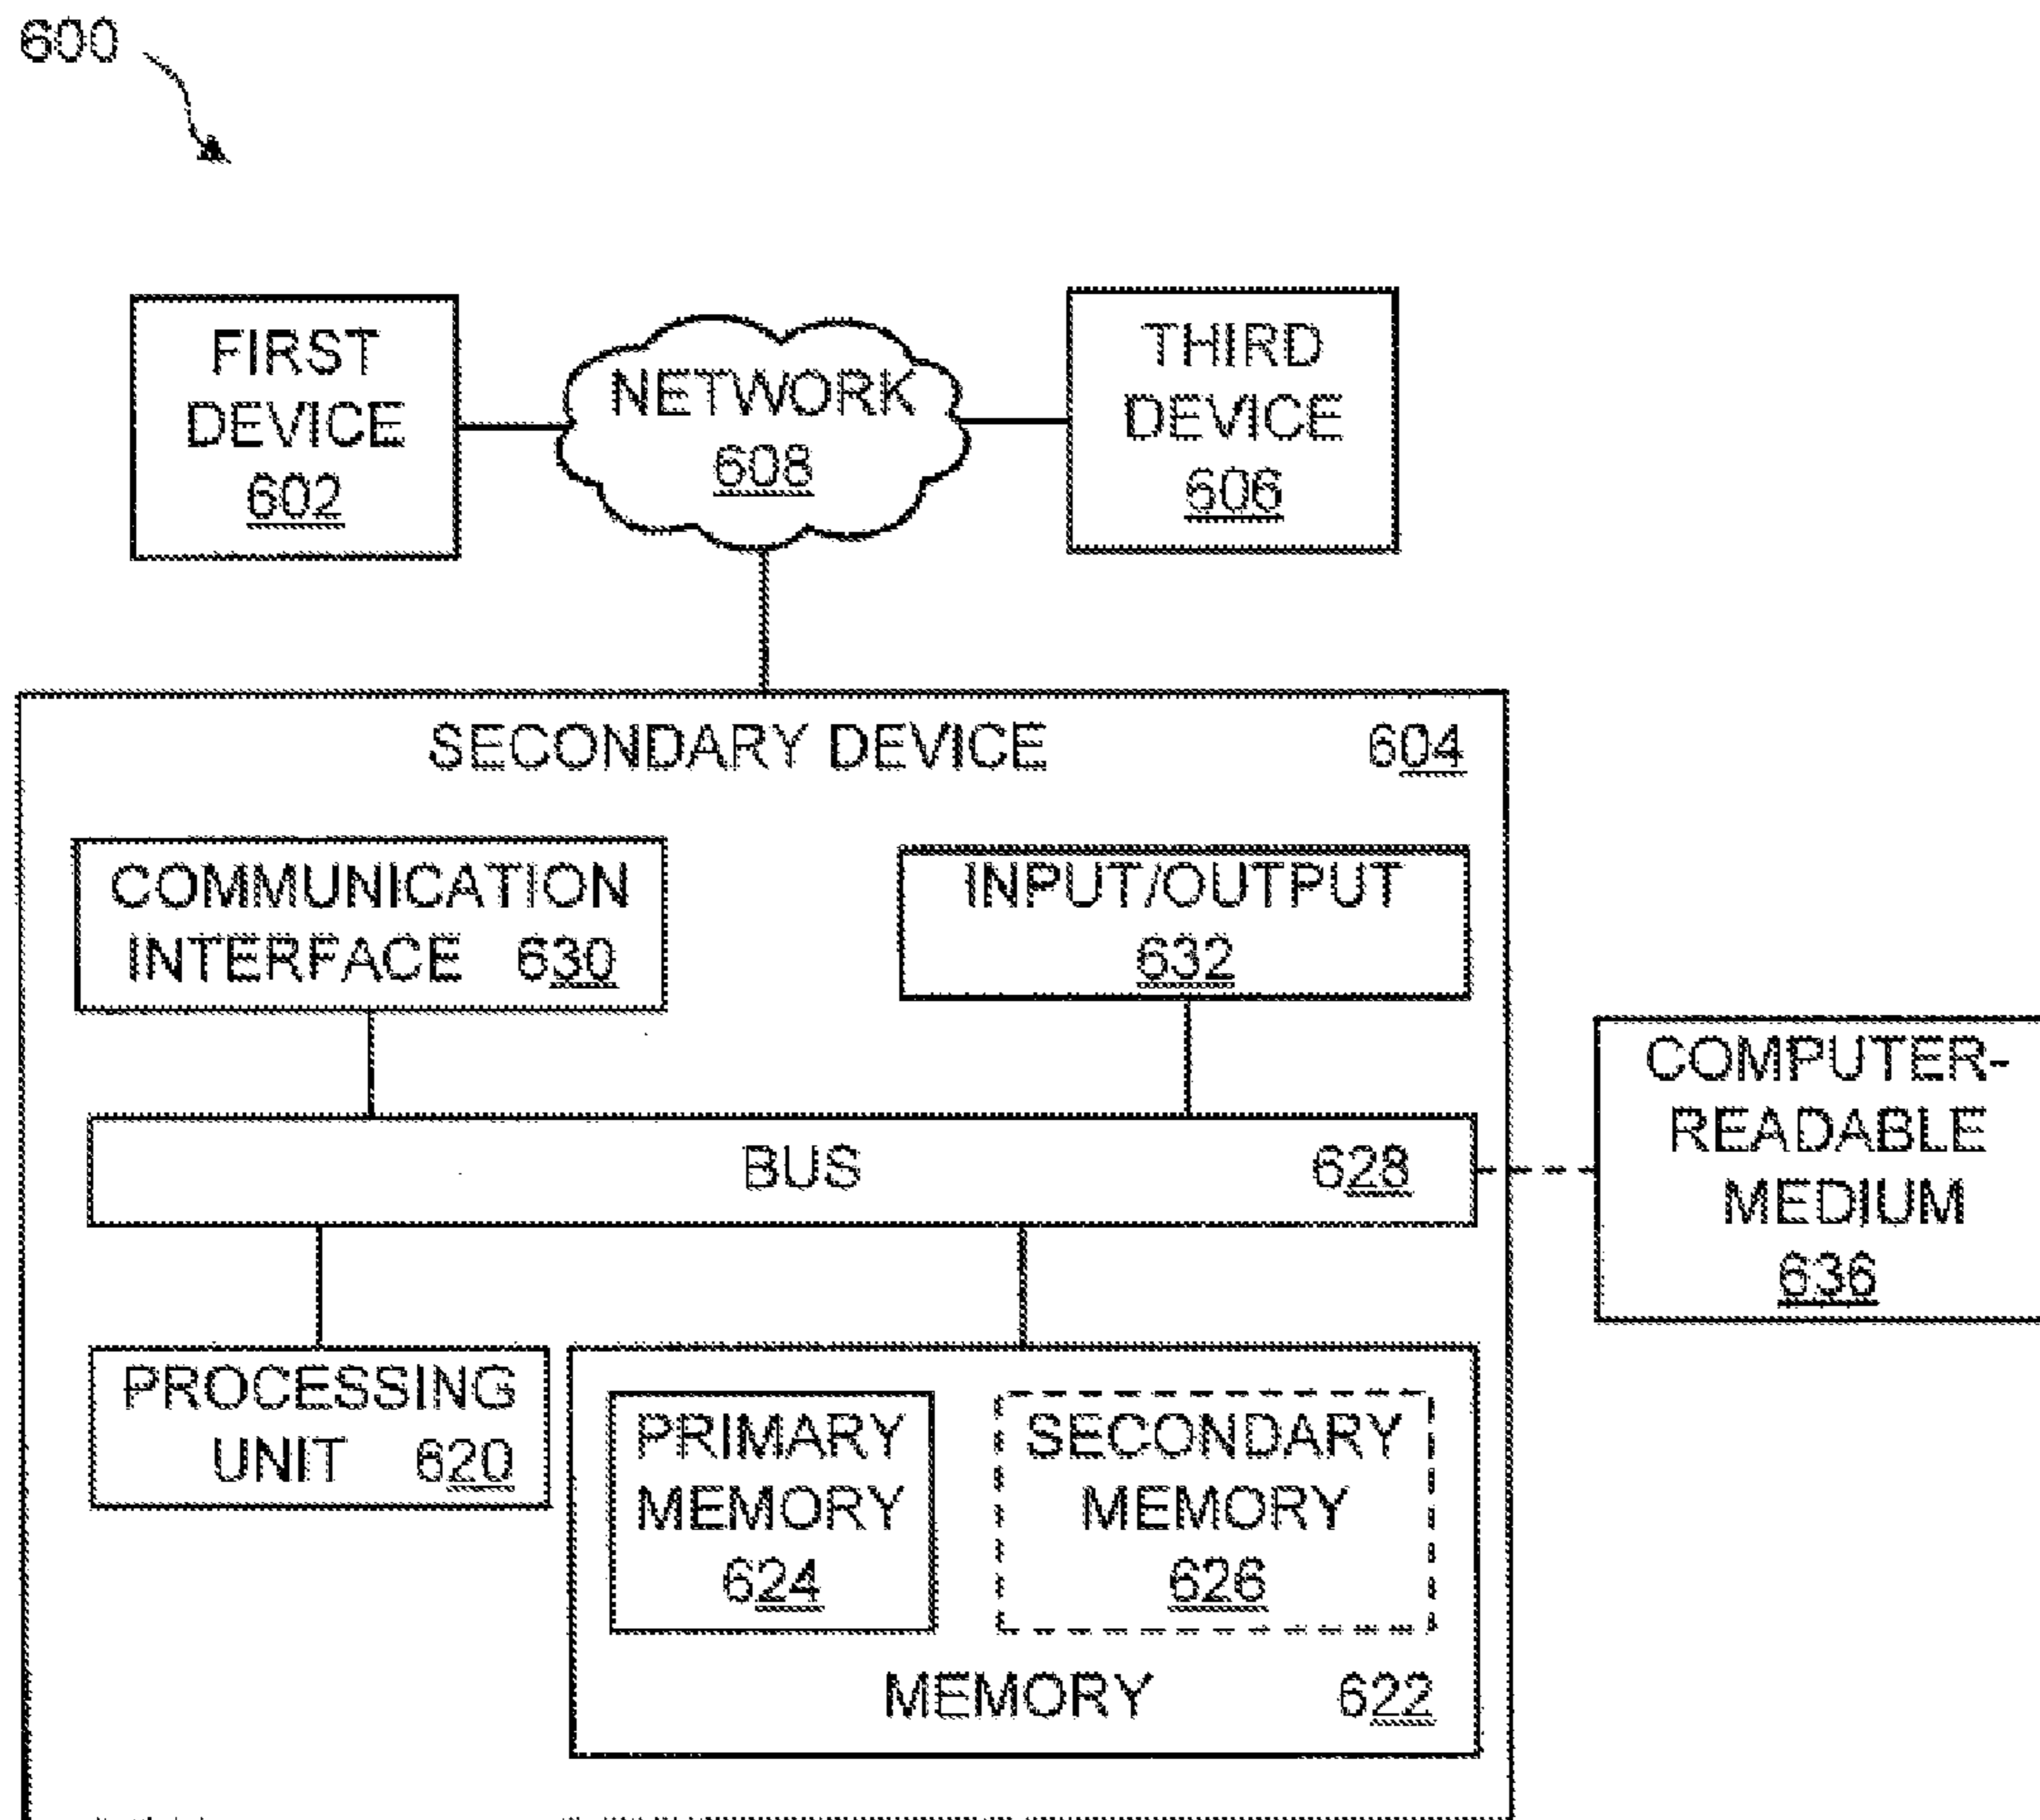 600
FIRST
DEVICE
602
NETWORK
608
THIRD
DEVICE
606
SECONDARY DEVICE 604
COMMUNICATION
INTERFACE 630
INPUT/OUTPUT
632
BUS 628
COMPUTER-
READABLE
MEDIUM
636
PROCESSING
UNIT 620
PRIMARY
MEMORY
624
SECONDARY
MEMORY
626
MEMORY 622